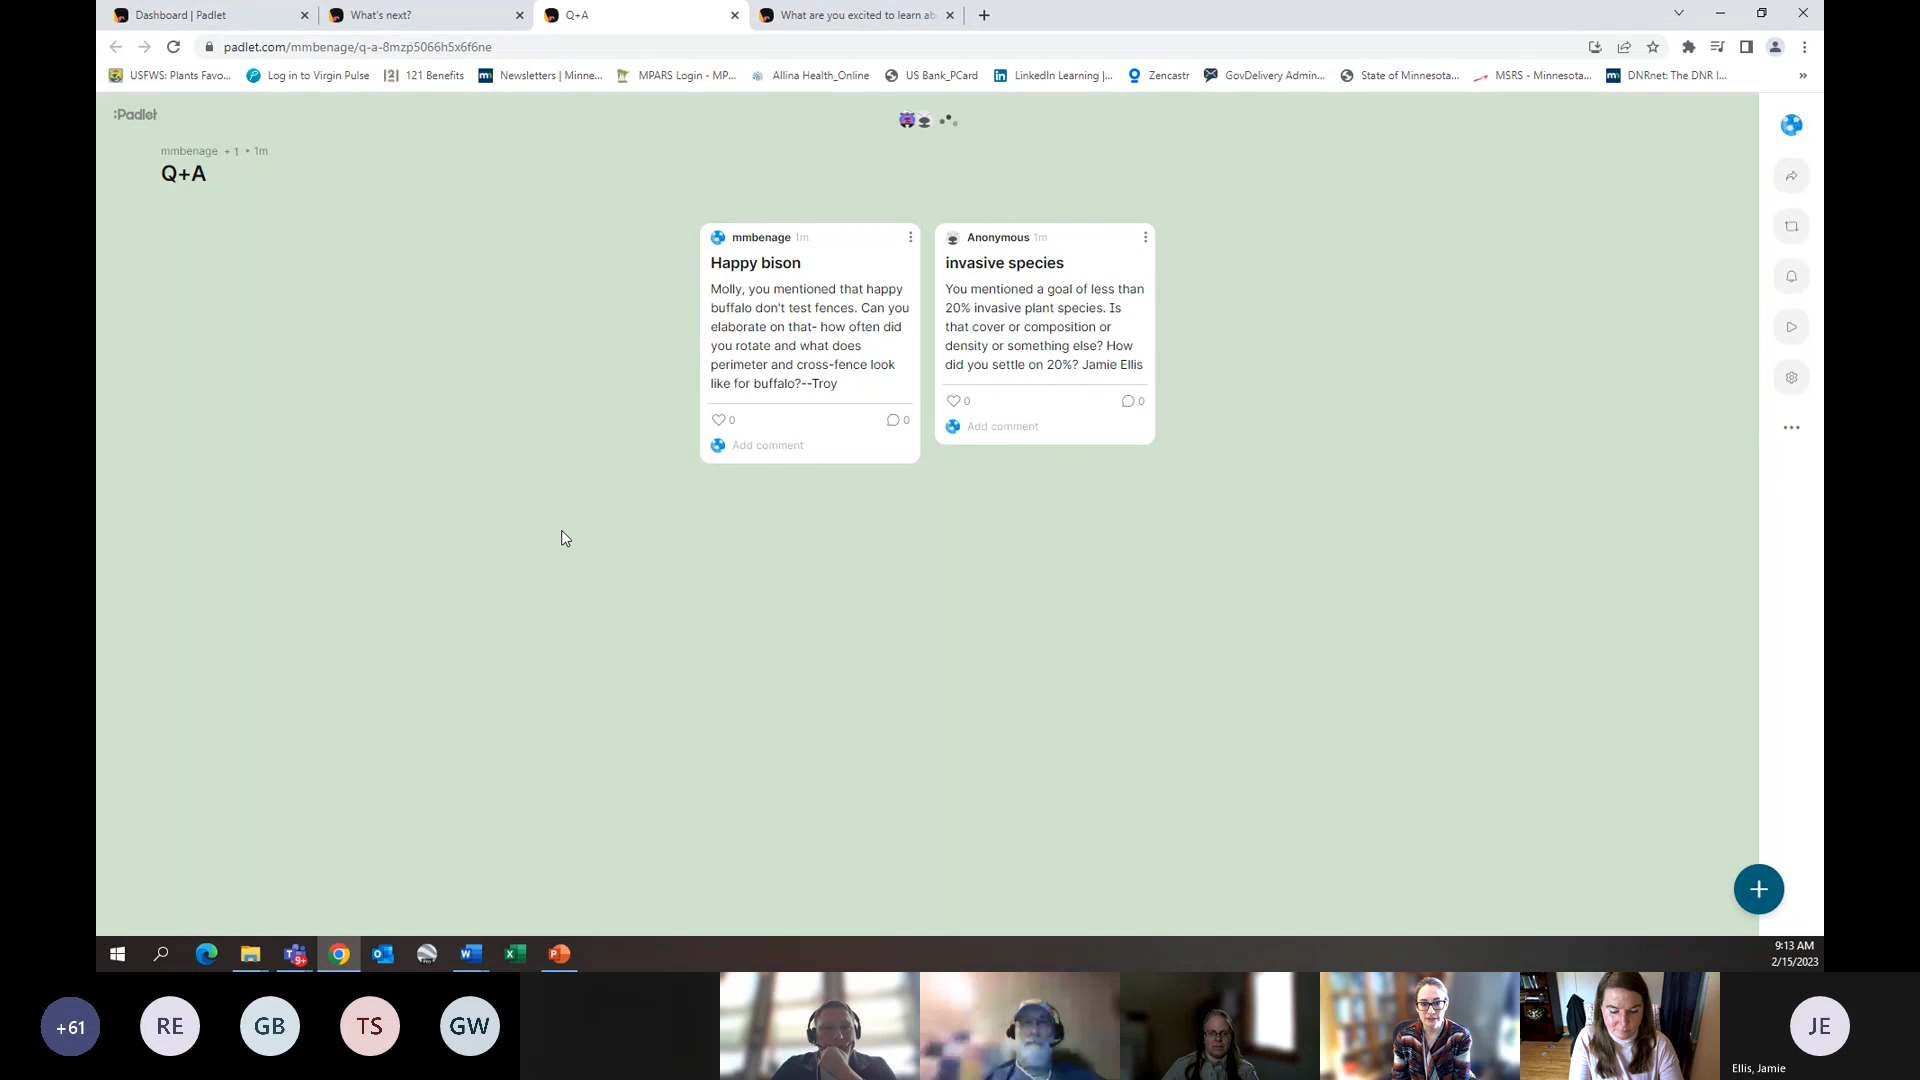 Dashboard | Padlet
What's next?
Q+A
What are you excited to learn ab
padlet.com/mmbenage/q-a-8mzp5066h5x6f6ne
USFWS: Plants Favo...
Log in to Virgin Pulse
121 Benefits
Newsletters | Minne...
MPARS Login - MP...
Allina Health_Online
US Bank_PCard
LinkedIn Learning |...
Zencastr
GovDelivery Admin...
State of Minnesota...
MSRS - Minnesota...
DNRnet: The DNR I...
:Padlet
mmbenage + 1 • 1m
Q+A
mmbenage 1m
Happy bison
Molly, you mentioned that happy
buffalo don't test fences. Can you
elaborate on that- how often did
you rotate and what does
perimeter and cross-fence look
like for buffalo?--Troy
0
0
Add comment
Anonymous 1m
invasive species
You mentioned a goal of less than
20% invasive plant species. Is
that cover or composition or
density or something else? How
did you settle on 20%? Jamie Ellis
0
0
Add comment
9+
9:13 AM
2/15/2023
+61
RE
GB
TS
GW
JE
Ellis, Jamie